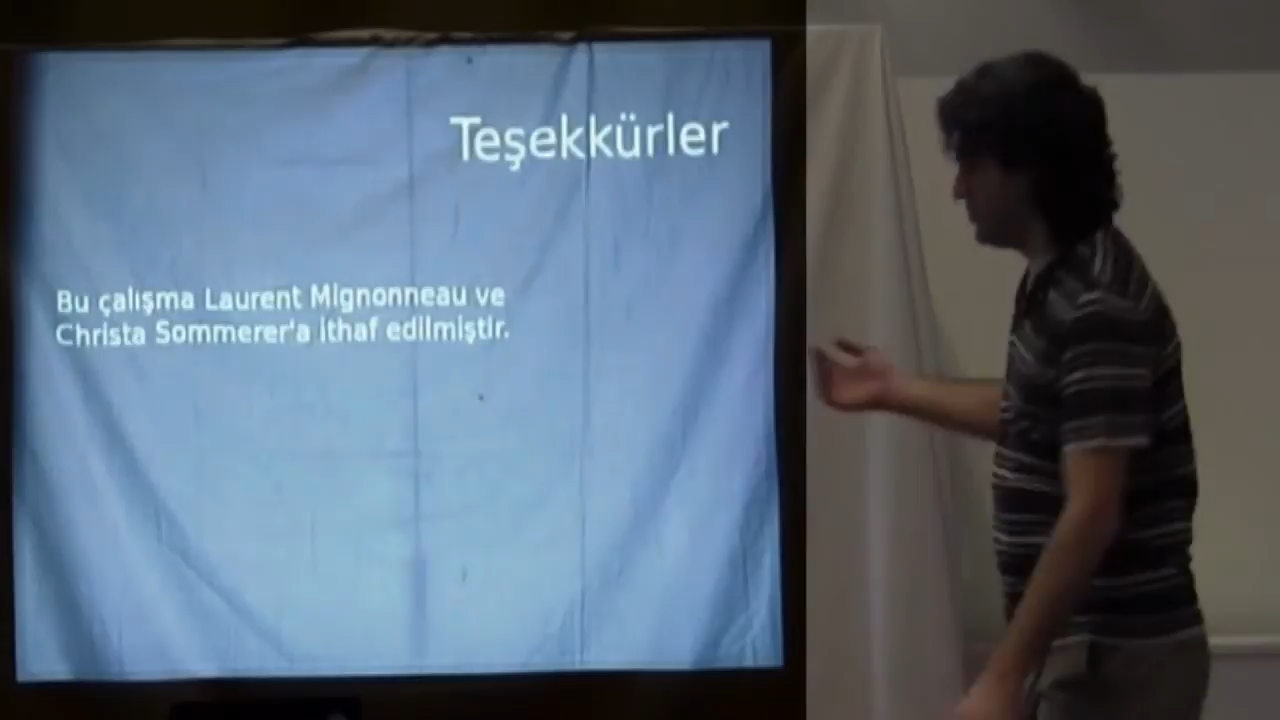 Teşekkürler
Bu çalışma Laurent Mignonneau ve
Christa Sommerer'a ithaf edilmiştir.